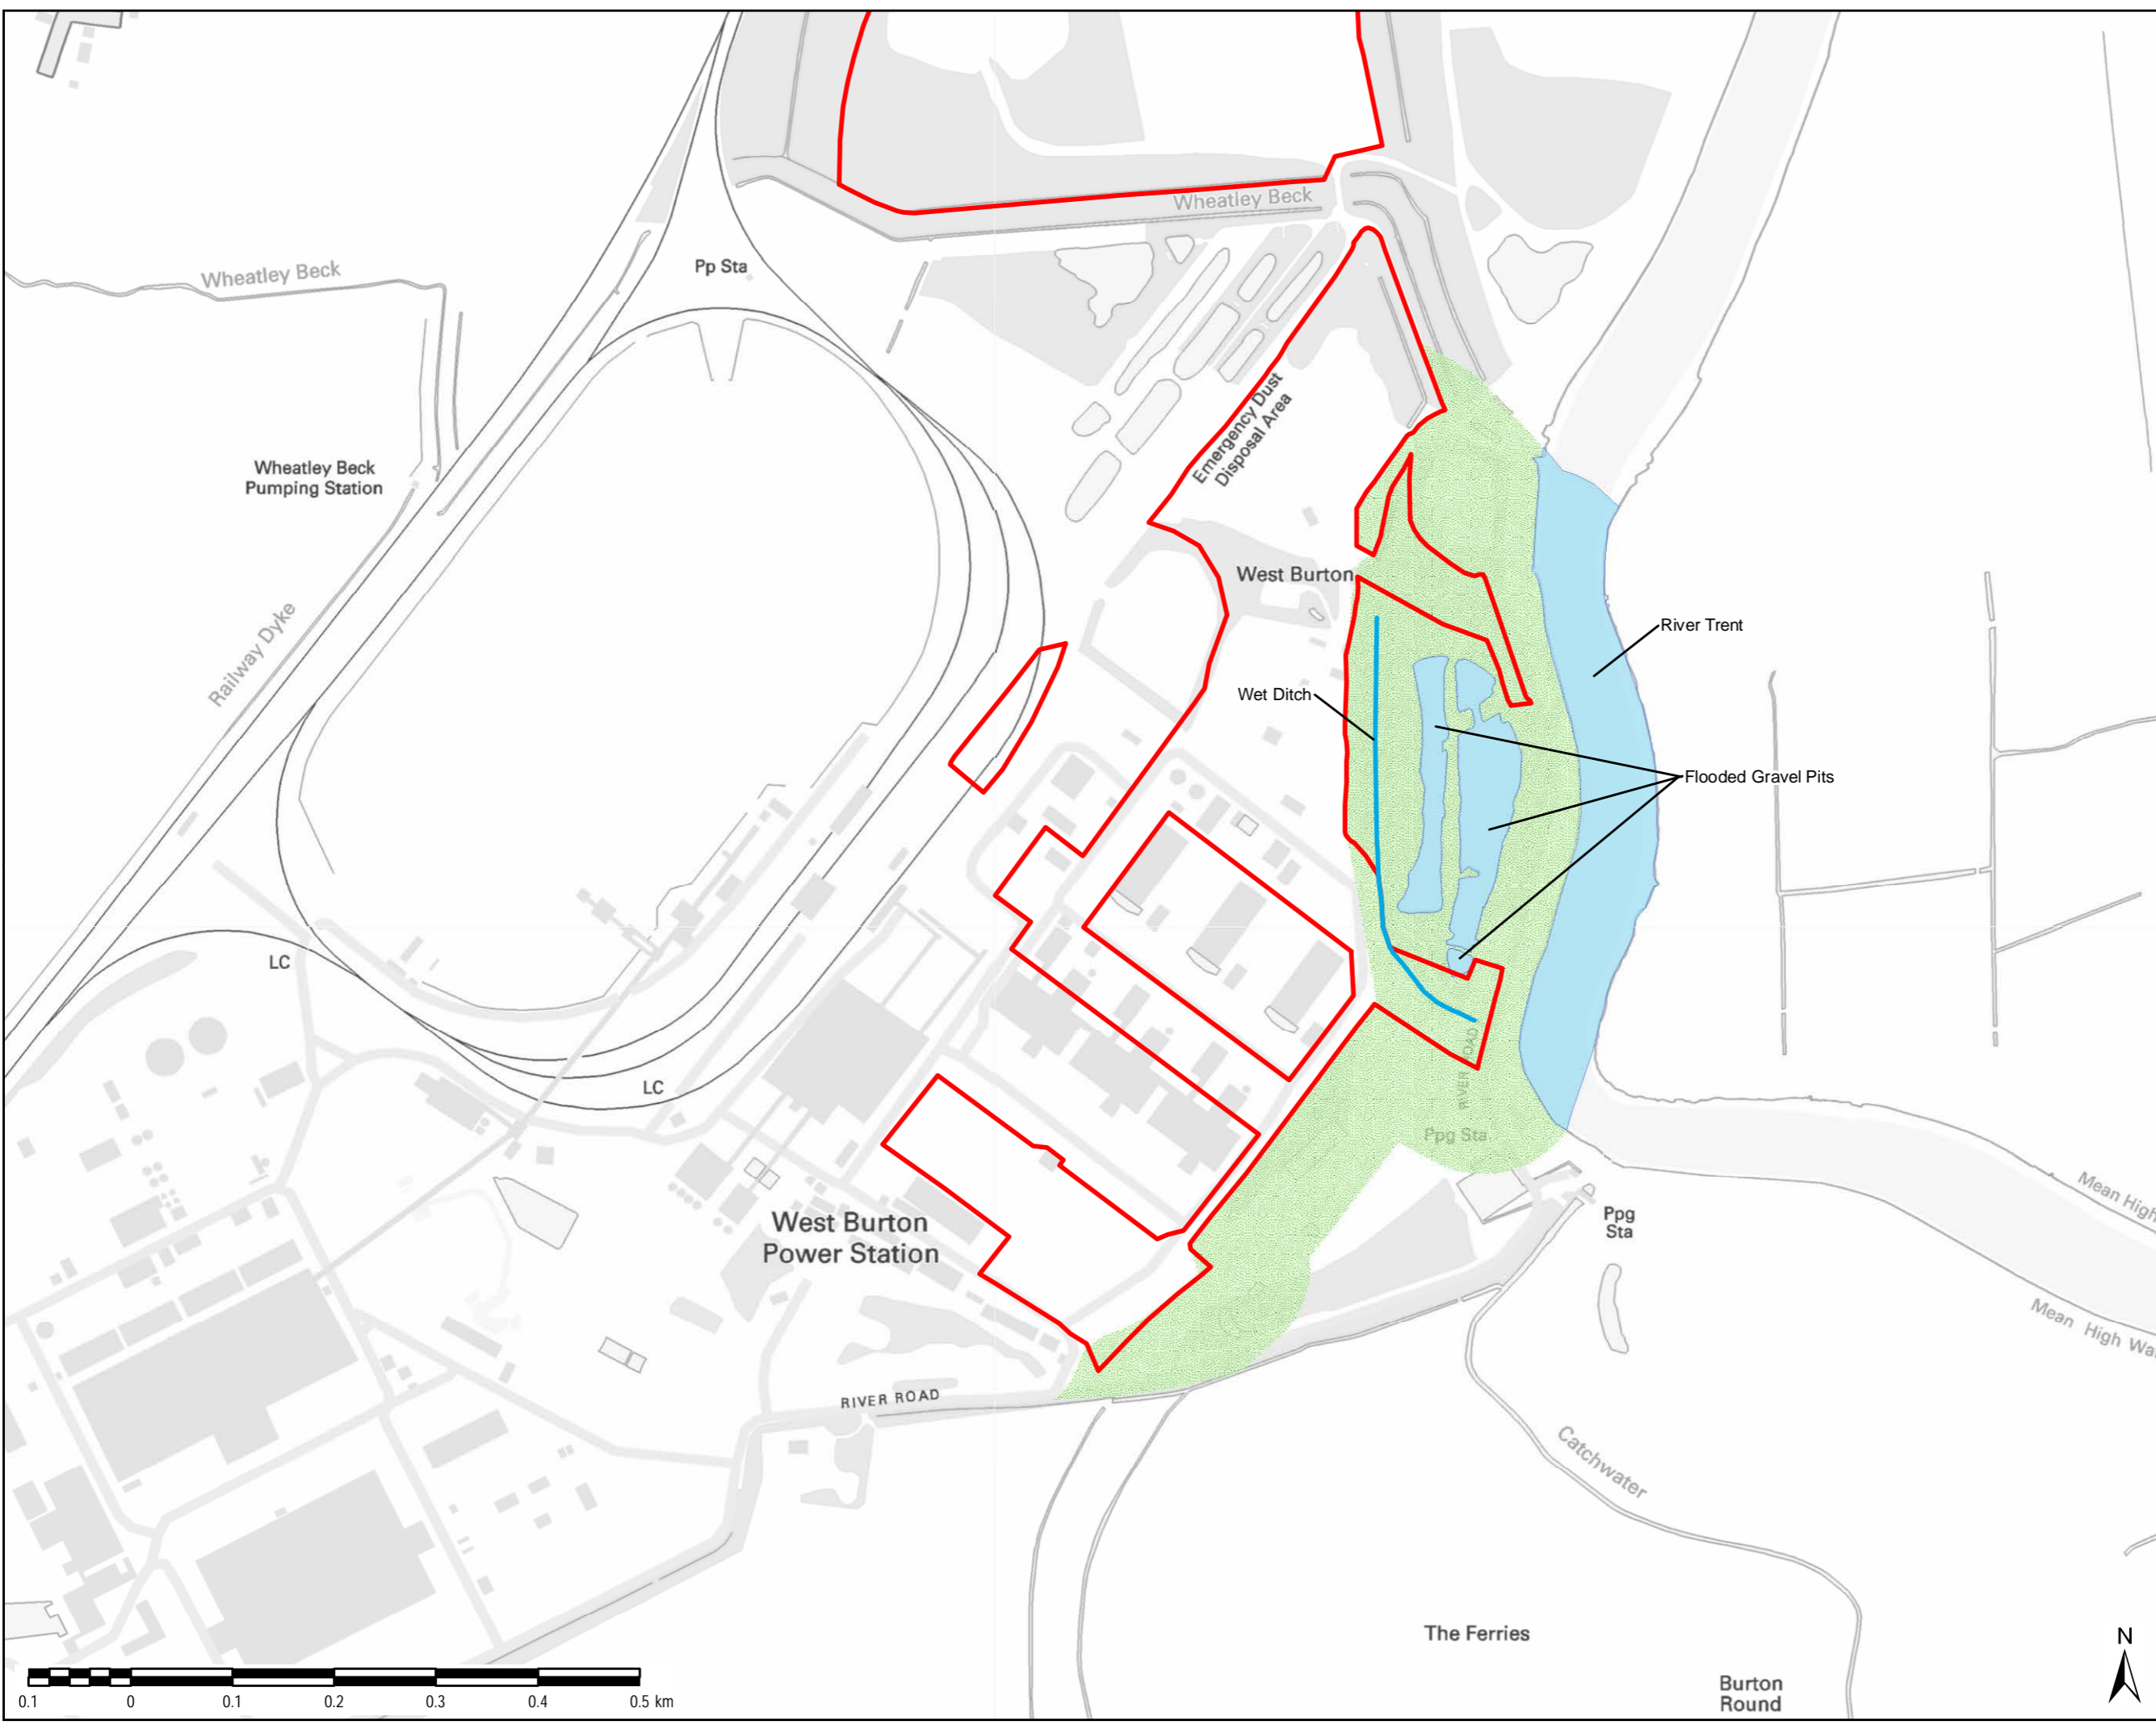 Wheatley Beck
Wheatley Beck
Pp Sta
Wheatley Beck
Pumping Station
Emergency Dust
Disposal Area
West Burton
Railway Dyke
River Trent
Wet Ditch
Flooded Gravel Pits
LC
LC
RIVER ROAD
Ppg Sta
Ppg
Sta
Mean High
Mean High Wa
West Burton
Power Station
RIVER ROAD
Catchwater
The Ferries
Burton
Round
N
0.1 0 0.1 0.2 0.3 0.4 0.5 km